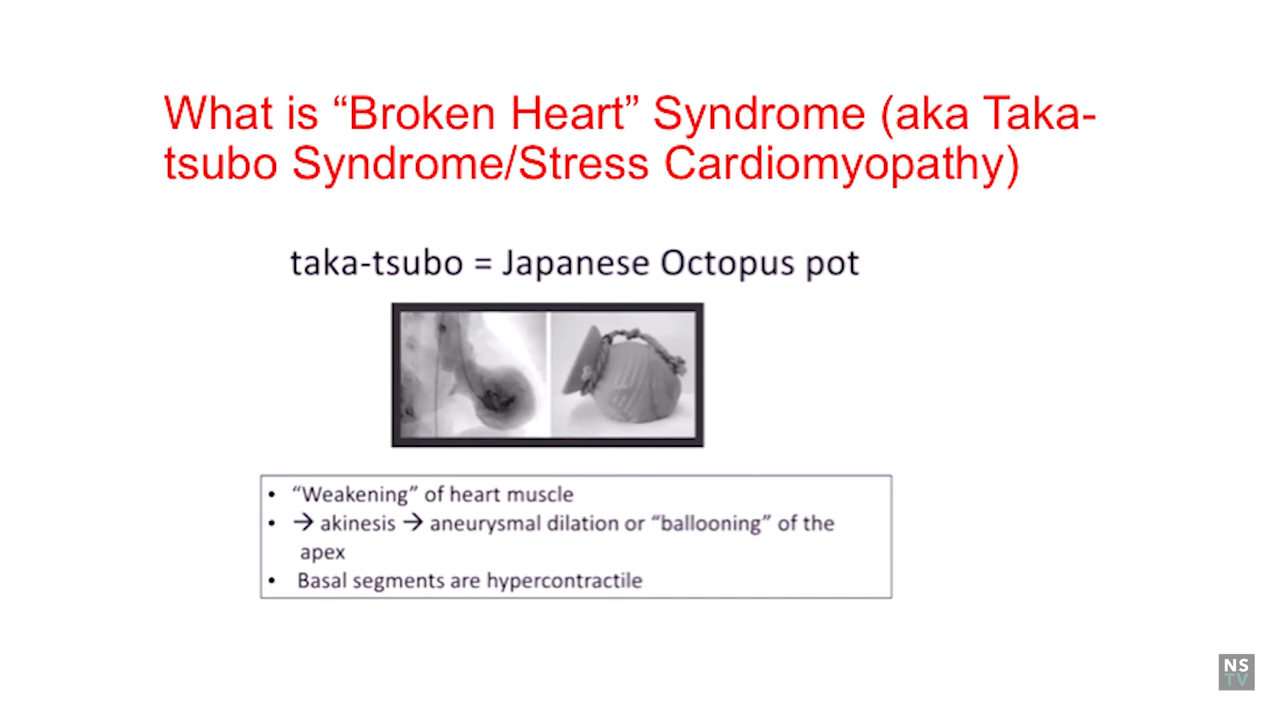 What is “Broken Heart” Syndrome (aka Taka-
tsubo Syndrome/Stress Cardiomyopathy)
taka-tsubo = Japanese Octopus pot
• “Weakening” of heart muscle
• → akinesis → aneurysmal dilation or “ballooning” of the
apex
• Basal segments are hypercontractile
NS
TV